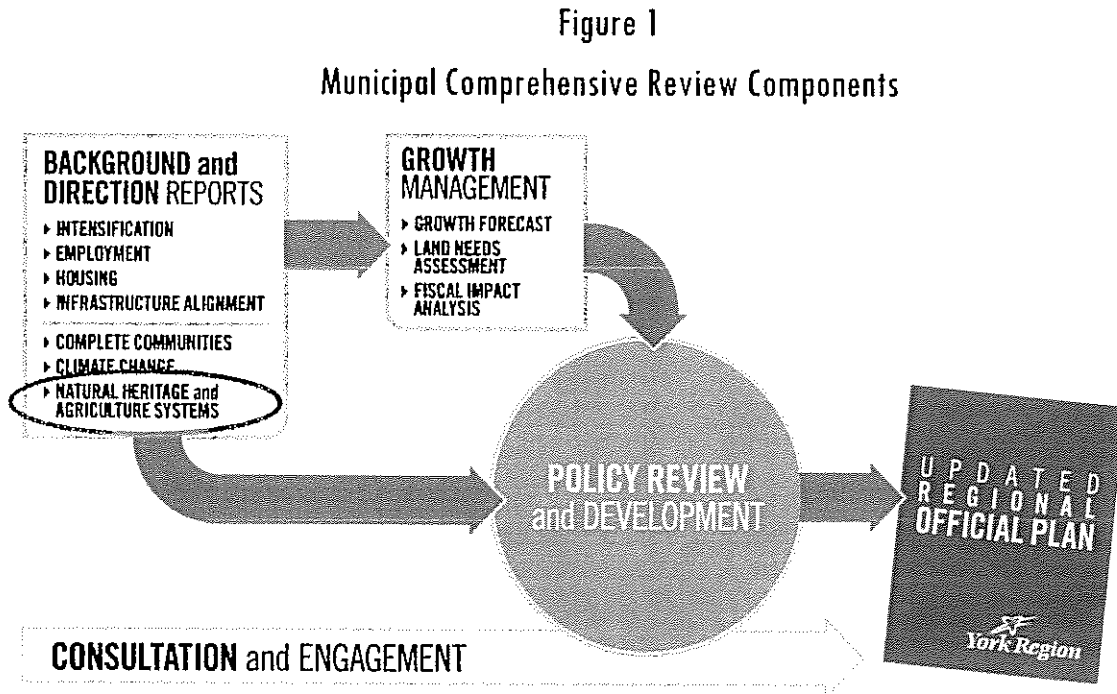 Figure 1
Municipal Comprehensive Review Components
BACKGROUND and
DIRECTION REPORTS
▸ INTENSIFICATION
▸ EMPLOYMENT
▸ HOUSING
▸ INFRASTRUCTURE ALIGNMENT
▸ COMPLETE COMMUNITIES
▸ CLIMATE CHANGE
▸ NATURAL HERITAGE and
AGRICULTURE SYSTEMS
GROWTH
MANAGEMENT
▸ GROWTH FORECAST
▸ LAND NEEDS
ASSESSMENT
▸ FISCAL IMPACT
ANALYSIS
POLICY REVIEW
and DEVELOPMENT
UPDATED
REGIONAL
OFFICIAL PLAN
York Region
CONSULTATION and ENGAGEMENT